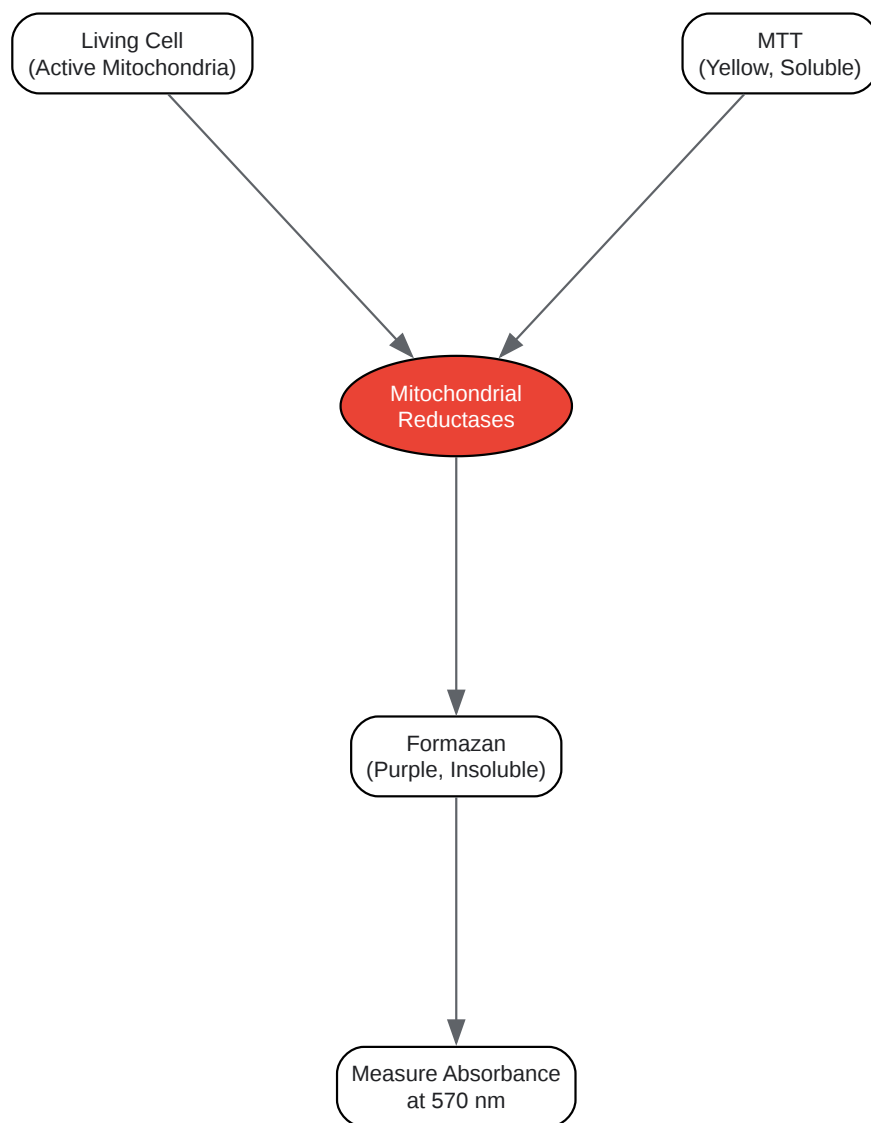 Living Cell
(Active Mitochondria)
MTT
(Yellow, Soluble)
Mitochondrial
Reductases
Formazan
(Purple, Insoluble)
Measure Absorbance
at 570 nm